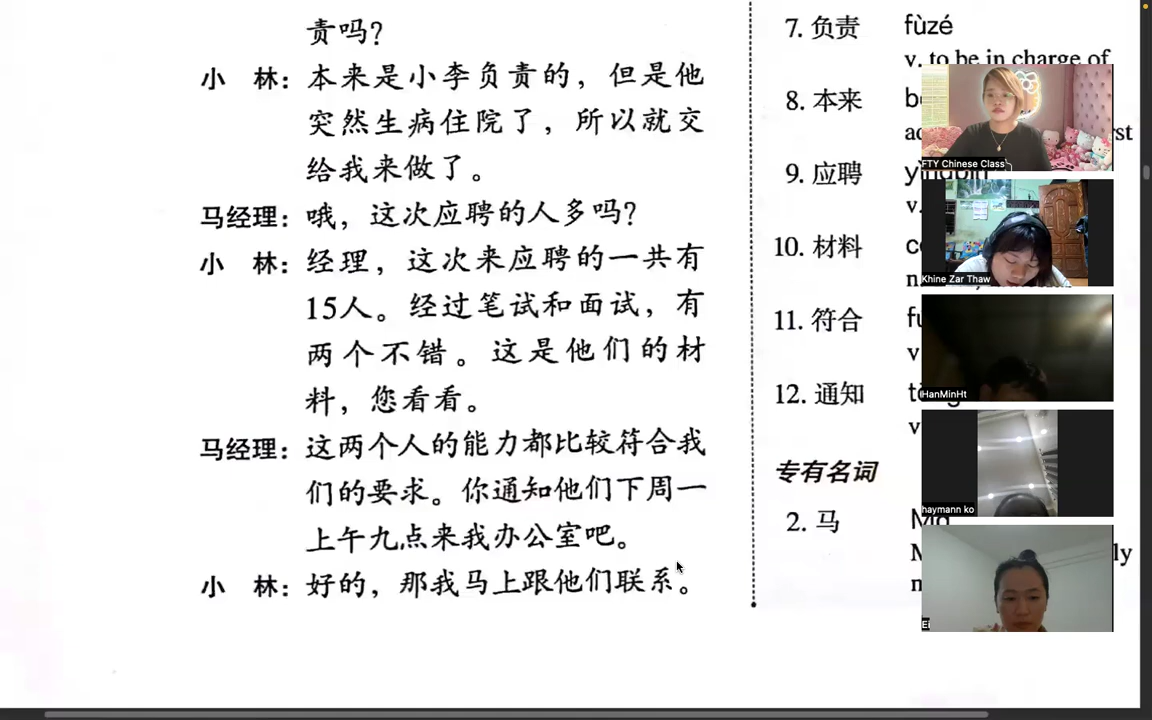 责吗？
小 林：本来是小李负责的，但是他
突然生病住院了，所以就交
给我来做了。
马经理：哦，这次应聘的人多吗？
小 林：经理，这次来应聘的一共有
15人。经过笔试和面试，有
两个不错。这是他们的材
料，您看看。
马经理：这两个人的能力都比较符合我
们的要求。你通知他们下周一
上午九点来我办公室吧。
小 林：好的，那我马上跟他们联系。
7. 负责 fùzé
v. to be in charge of
8. 本来
9. 应聘 yìngpìn
v.
10. 材料
11. 符合
v
12. 通知
v
专有名词
2. 马 Mǎ
FTY Chinese Class
Khine Zar Thaw
HanMinHt
haymann ko